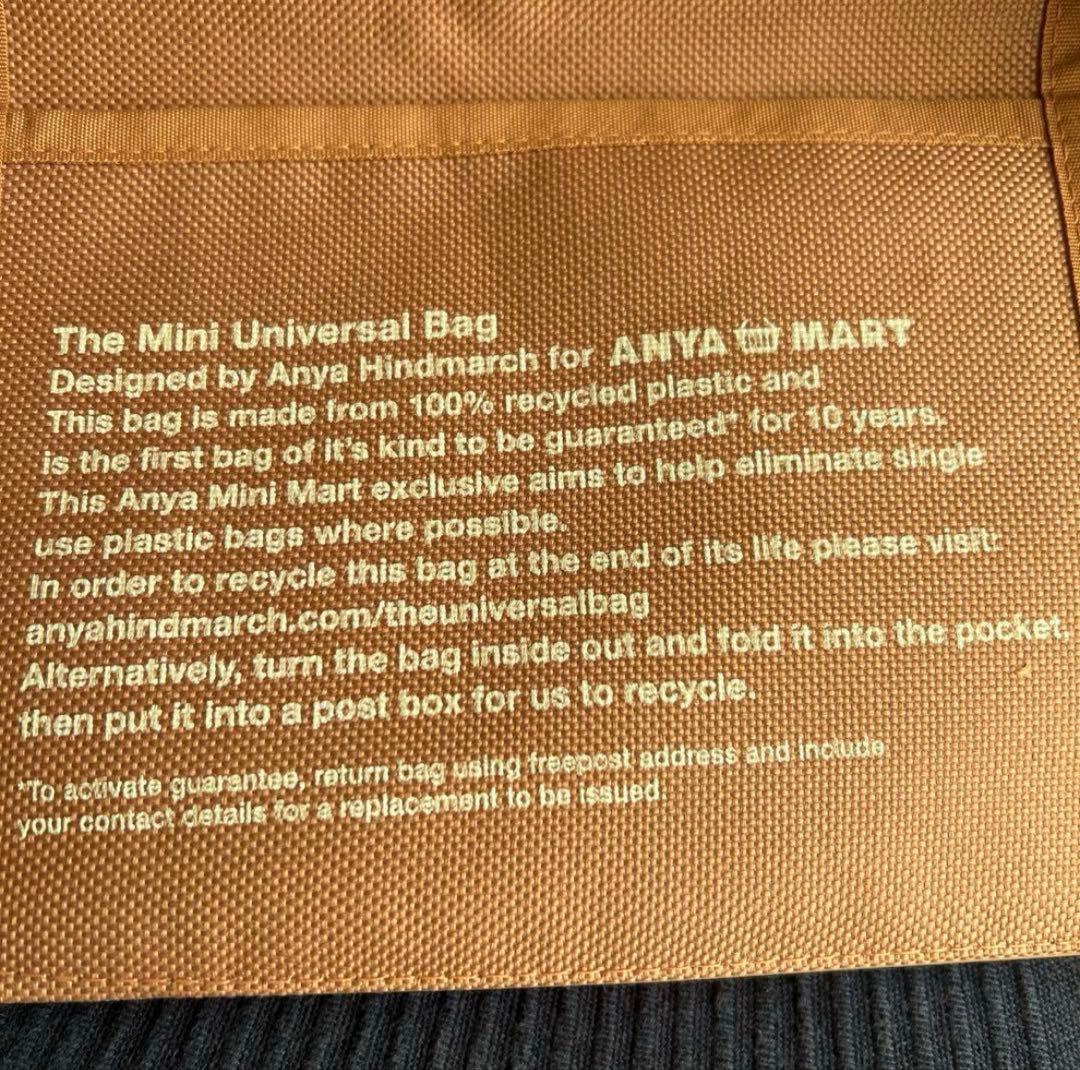 The Mini Universal Bag
Designed by Anya Hindmarch for ANYA MART
This bag is made from 100% recycled plastic and
is the first bag of it's kind to be guaranteed* for 10 years.
This Anya Mini Mart exclusive aims to help eliminate single
use plastic bags where possible.
In order to recycle this bag at the end of its life please visit:
anyahindmarch.com/theuniversalbag
Alternatively, turn the bag inside out and fold it into the pocket,
then put it into a post box for us to recycle.
*To activate guarantee, return bag using freepost address and include
your contact details for a replacement to be issued